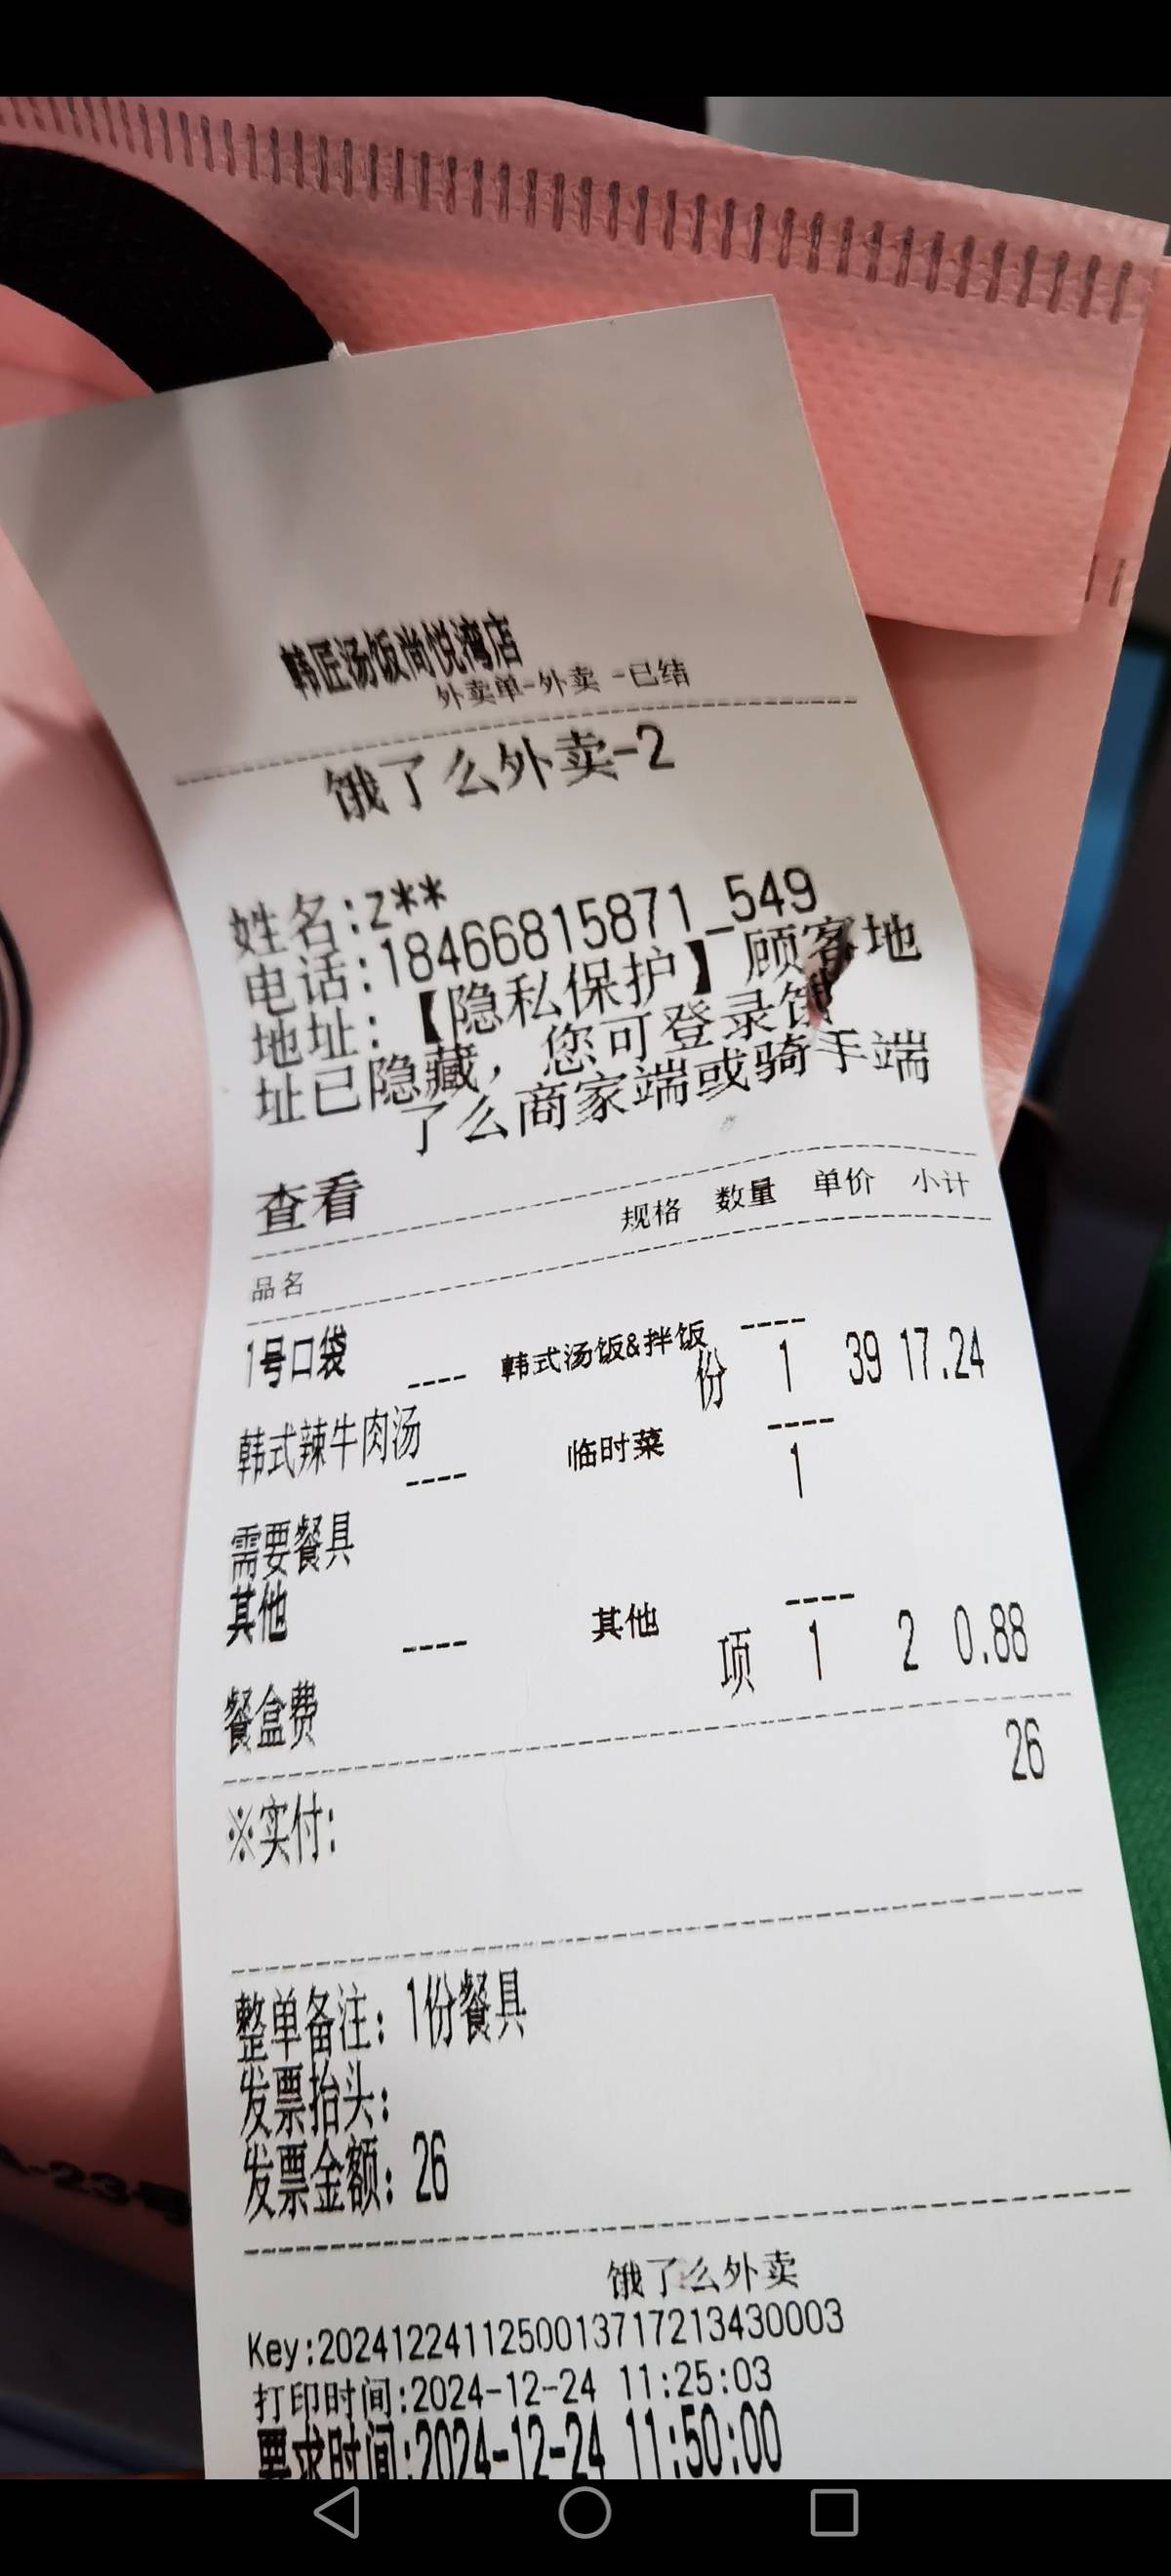 韩匠汤饭尚悦湾店
外卖单-外卖 -已结
饿了么外卖-2
姓名:z**
电话:18466815871_549
地址:【隐私保护】顾客地
址已隐藏，您可登录饿
了么商家端或骑手端
查看
品名 规格 数量 单价 小计
1号口袋
---- 韩式汤饭&拌饭 ----
韩式辣牛肉汤 份 1 39 17.24
---- 临时菜 ----
需要餐具 1
其他
---- 其他 ----
餐盒费 项 1 2 0.88
※实付: 26
整单备注: 1份餐具
发票抬头:
发票金额: 26
饿了么外卖
Key:2024122411250013717213430003
打印时间:2024-12-24 11:25:03
要求时间:2024-12-24 11:50:00
-23号